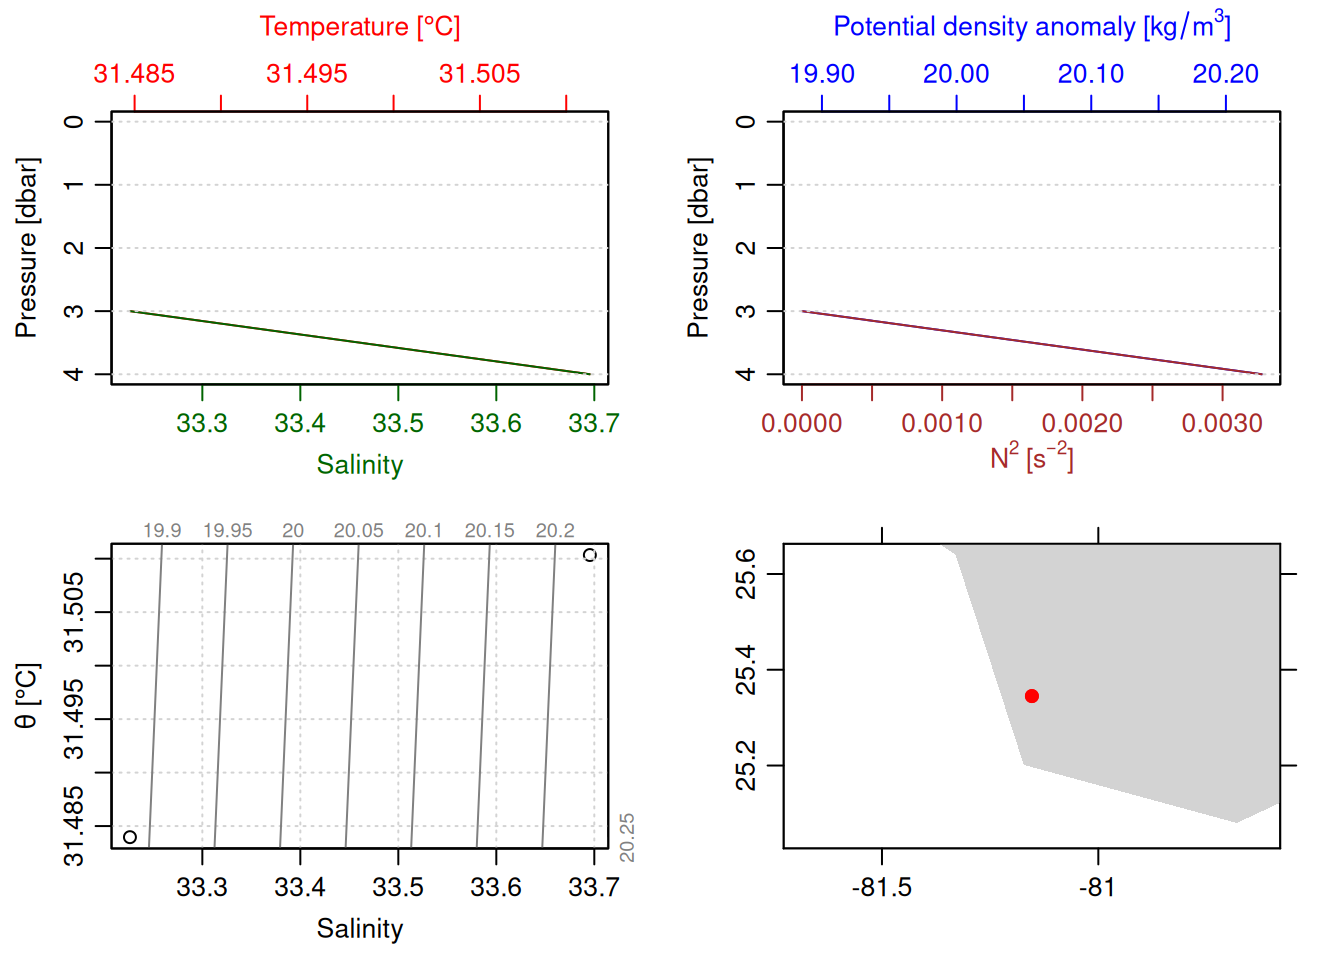 Temperature [°C]
31.485 31.495 31.505
Pressure [dbar]
0
1
2
3
4
33.3 33.4 33.5 33.6 33.7
Salinity
Potential density anomaly [kg/m³]
19.90 20.00 20.10 20.20
Pressure [dbar]
0
1
2
3
4
0.0000 0.0010 0.0020 0.0030
N² [s⁻²]
19.9 19.95 20 20.05 20.1 20.15 20.2
θ [°C]
31.505
31.495
31.485
20.25
33.3 33.4 33.5 33.6 33.7
Salinity
25.6
25.4
25.2
-81.5 -81